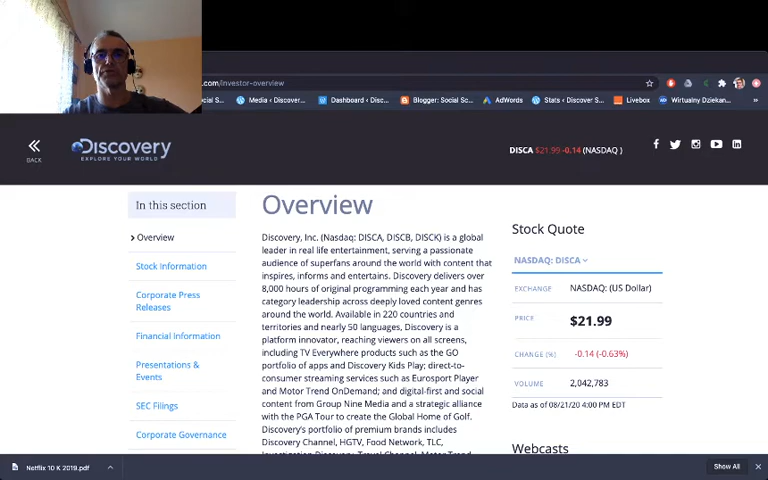 .com/investor-overview
ocial S...
Media ‹ Discover...
Dashboard ‹ Disc...
Blogger: Social Sc...
AdWords
Stats ‹ Discover S...
Livebox
Wirtualny Dziekan...
»
BACK
Discovery
EXPLORE YOUR WORLD
DISCA $21.99 -0.14 (NASDAQ )
In this section
Overview
Stock Information
Corporate Press
Releases
Financial Information
Presentations &
Events
SEC Filings
Corporate Governance
Overview
Discovery, Inc. (Nasdaq: DISCA, DISCB, DISCK) is a global
leader in real life entertainment, serving a passionate
audience of superfans around the world with content that
inspires, informs and entertains. Discovery delivers over
8,000 hours of original programming each year and has
category leadership across deeply loved content genres
around the world. Available in 220 countries and
territories and nearly 50 languages, Discovery is a
platform innovator, reaching viewers on all screens,
including TV Everywhere products such as the GO
portfolio of apps and Discovery Kids Play; direct-to-
consumer streaming services such as Eurosport Player
and Motor Trend OnDemand; and digital-first and social
content from Group Nine Media and a strategic alliance
with the PGA Tour to create the Global Home of Golf.
Discovery's portfolio of premium brands includes
Discovery Channel, HGTV, Food Network, TLC,
Investigation Discovery, Travel Channel, Motor Trend
Stock Quote
NASDAQ: DISCA
EXCHANGE NASDAQ: (US Dollar)
PRICE $21.99
CHANGE (%) -0.14 (-0.63%)
VOLUME 2,042,783
Data as of 08/21/20 4:00 PM EDT
Webcasts
Netflix 10 K 2019.pdf
Show All